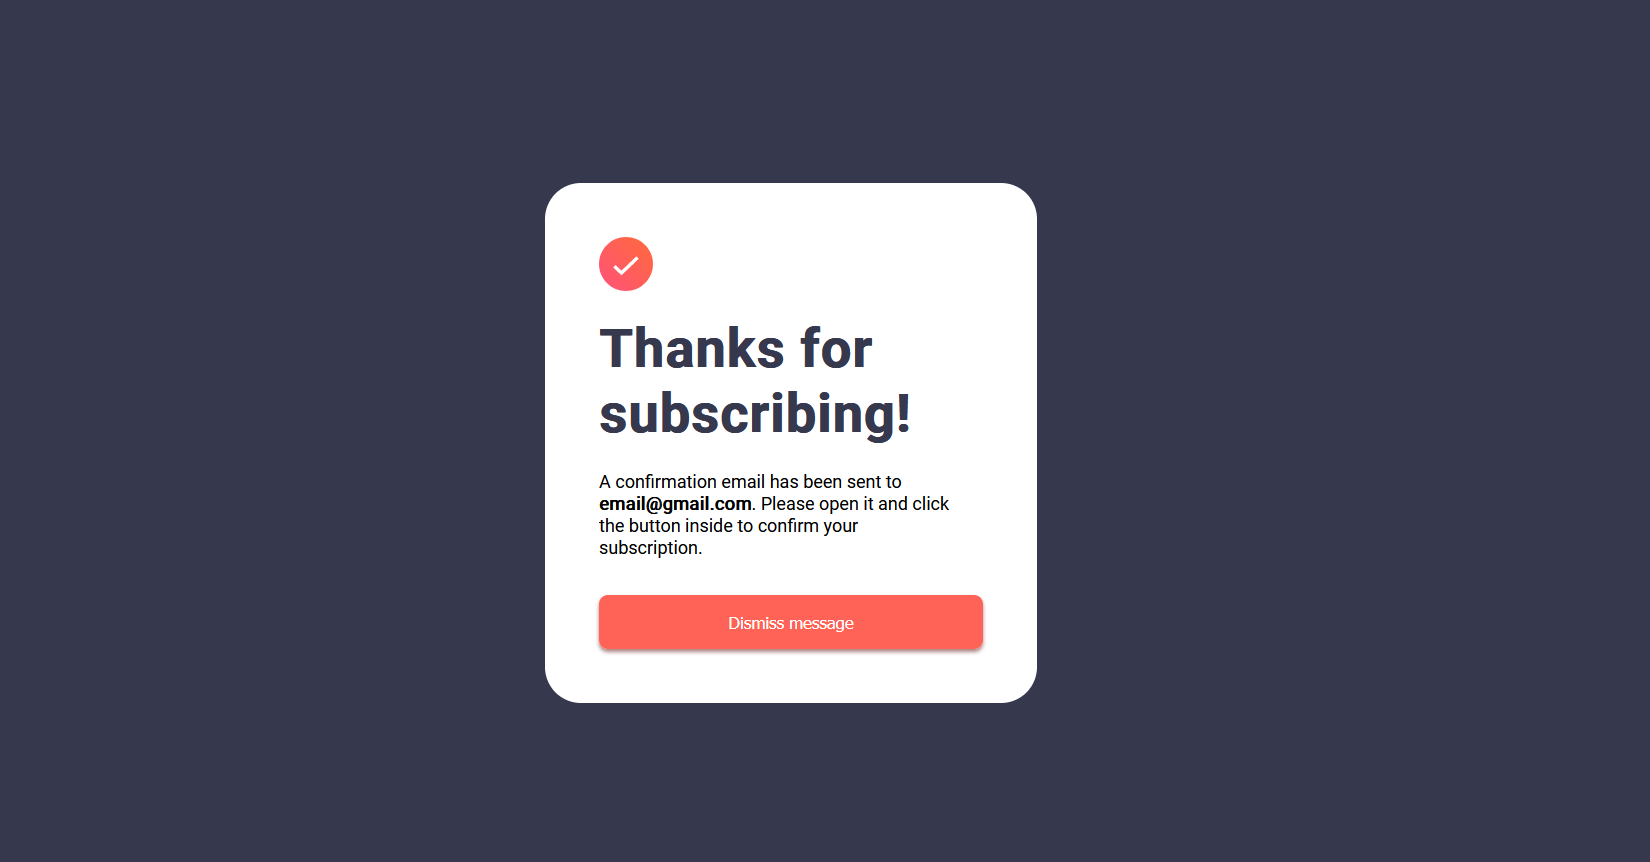 Thanks for
subscribing!
A confirmation email has been sent to
email@gmail.com. Please open it and click
the button inside to confirm your
subscription.
Dismiss message